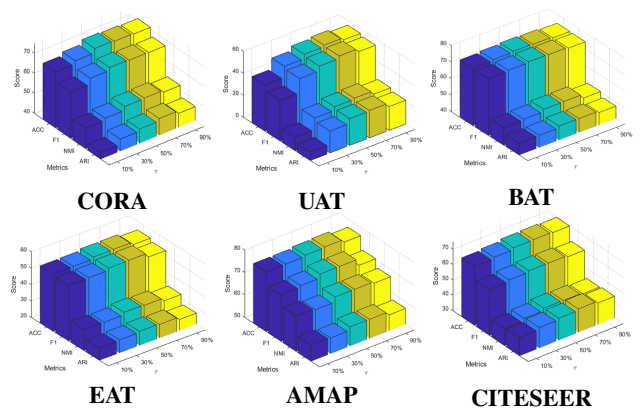 70
60
50
40
Score
ACC
F1
NMI
ARI
Metrics
10%
30%
50%
70%
90%
τ
CORA
60
40
20
0
Score
ACC
F1
NMI
ARI
Metrics
10%
30%
50%
70%
90%
τ
UAT
80
70
60
50
40
Score
ACC
F1
NMI
ARI
Metrics
10%
30%
50%
70%
90%
τ
BAT
60
50
40
30
20
Score
ACC
F1
NMI
ARI
Metrics
10%
30%
50%
70%
90%
τ
EAT
80
70
60
50
Score
ACC
F1
NMI
ARI
Metrics
10%
30%
50%
70%
90%
τ
AMAP
70
60
50
40
30
Score
ACC
F1
NMI
ARI
Metrics
10%
30%
50%
70%
90%
τ
CITESEER